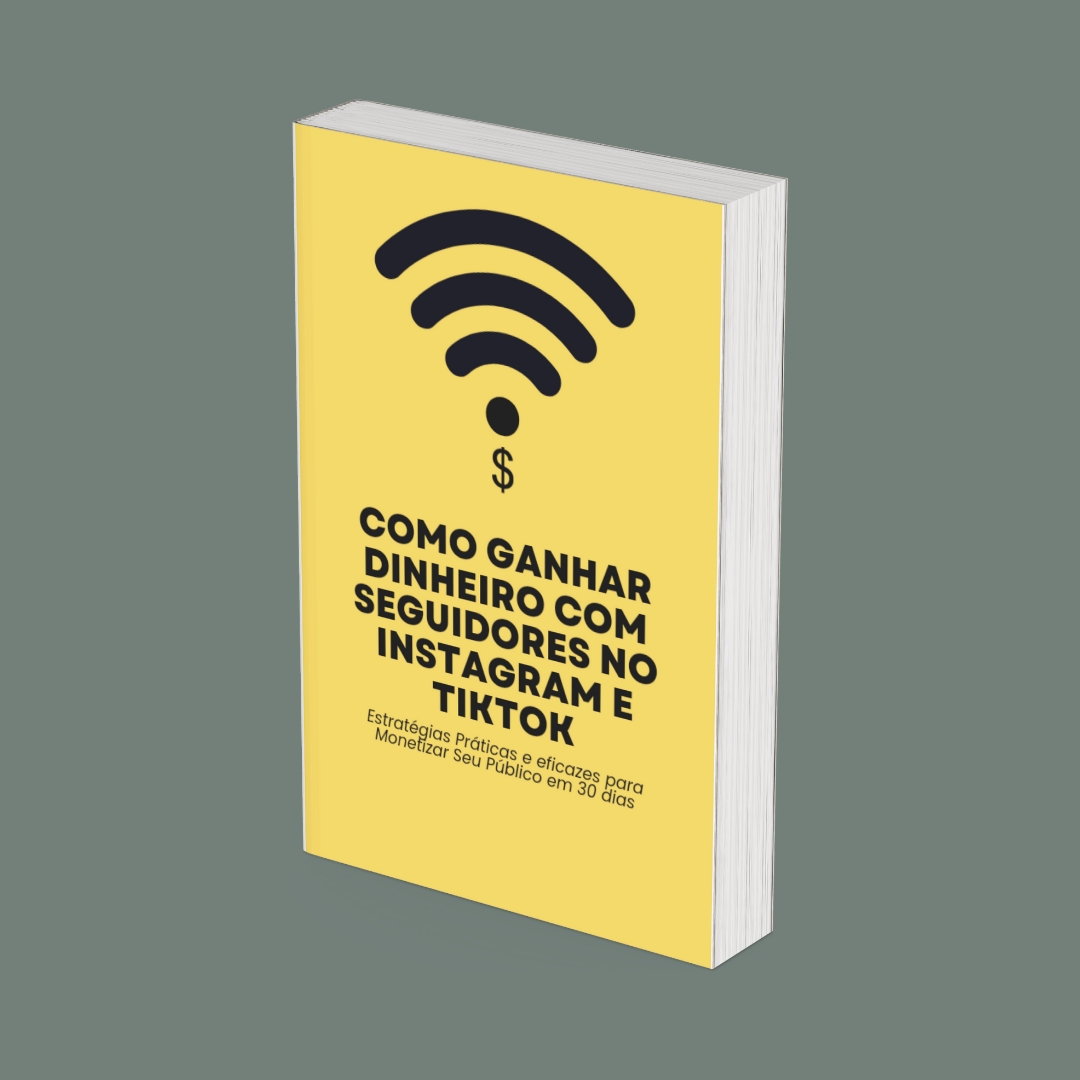 $
COMO GANHAR
DINHEIRO COM
SEGUIDORES NO
INSTAGRAM E
TIKTOK
Estratégias Práticas e eficazes para
Monetizar Seu Público em 30 dias